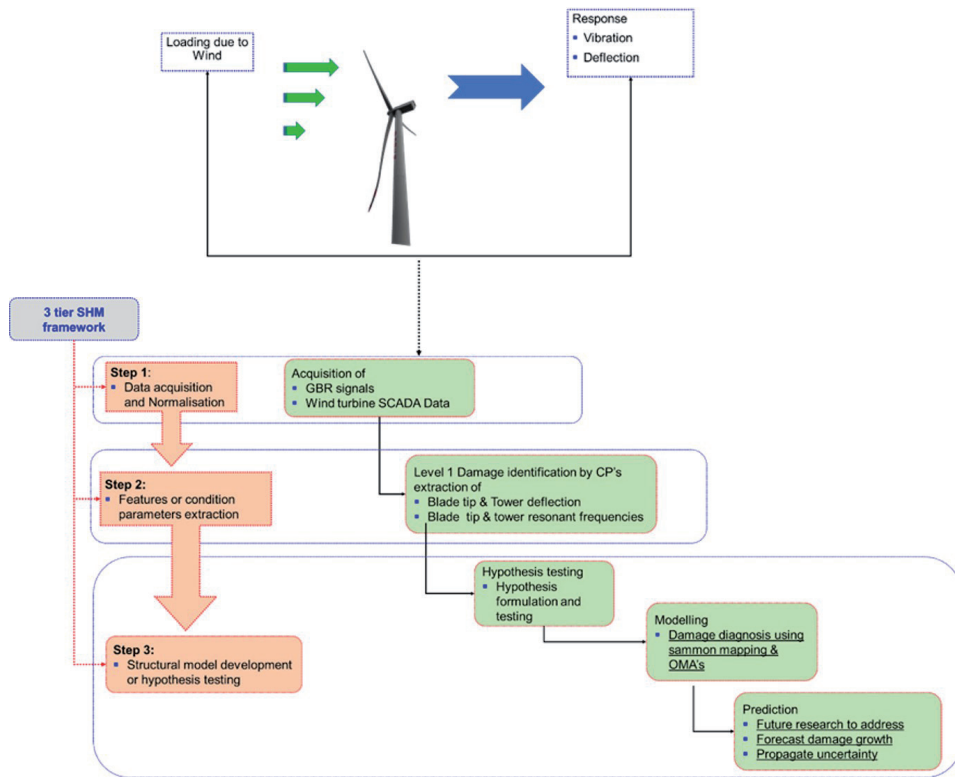 Loading due to
Wind
Response
Vibration
Deflection
3 tier SHM
framework
Step 1:
Data acquisition
and Normalisation
Acquisition of
GBR signals
Wind turbine SCADA Data
Step 2:
Features or condition
parameters extraction
Level 1 Damage identification by CP's
extraction of
Blade tip & Tower deflection
Blade tip & tower resonant frequencies
Hypothesis testing
Hypothesis
formulation and
testing
Modelling
Damage diagnosis using
sammon mapping &
OMA's
Step 3:
Structural model development
or hypothesis testing
Prediction
Future research to address
Forecast damage growth
Propagate uncertainty